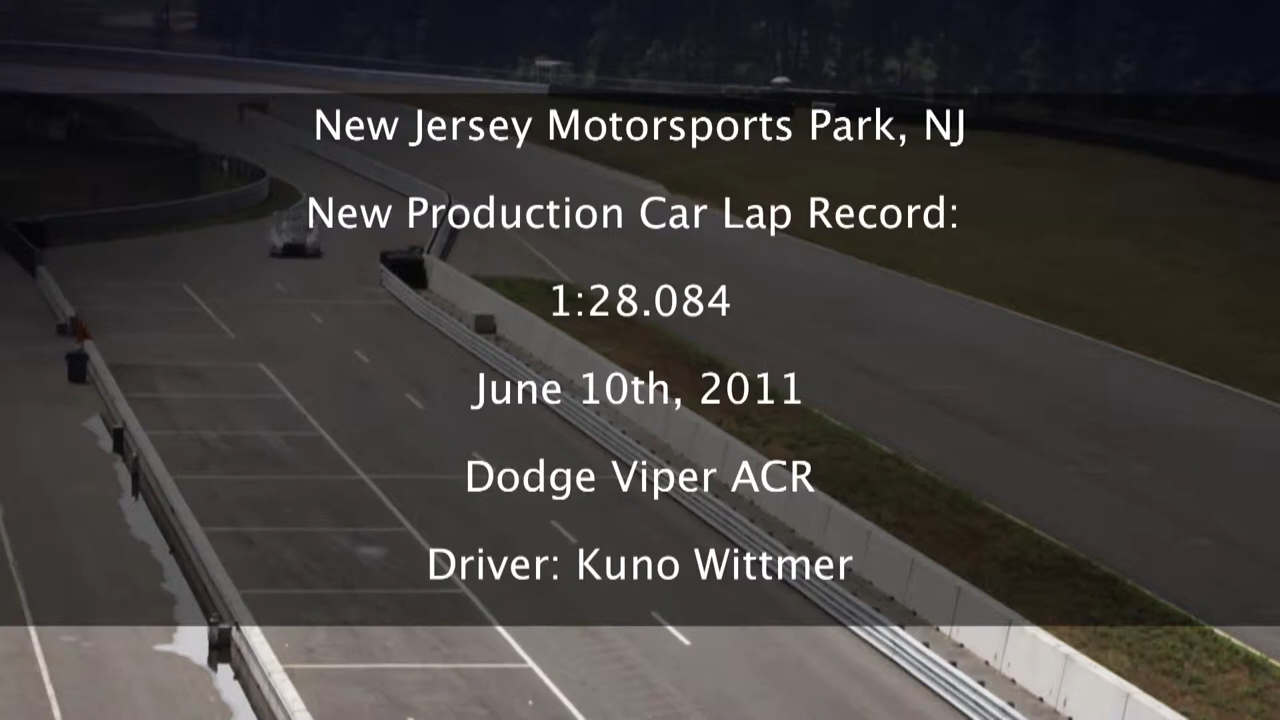 New Jersey Motorsports Park, NJ
New Production Car Lap Record:
1:28.084
June 10th, 2011
Dodge Viper ACR
Driver: Kuno Wittmer